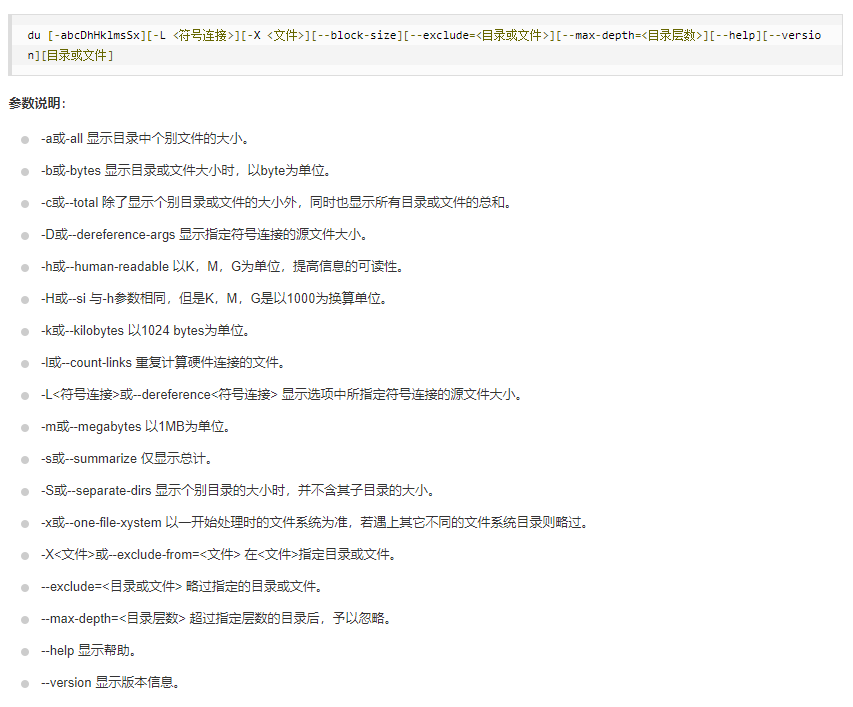 du [-abcDhHklmsSx][-L <符号连接>][-X <文件>][--block-size][--exclude=<目录或文件>][--max-depth=<目录层数>][--help][--versio
n][目录或文件]
参数说明：
-a或-all 显示目录中个别文件的大小。
-b或-bytes 显示目录或文件大小时，以byte为单位。
-c或--total 除了显示个别目录或文件的大小外，同时也显示所有目录或文件的总和。
-D或--dereference-args 显示指定符号连接的源文件大小。
-h或--human-readable 以K，M，G为单位，提高信息的可读性。
-H或--si 与-h参数相同，但是K，M，G是以1000为换算单位。
-k或--kilobytes 以1024 bytes为单位。
-l或--count-links 重复计算硬件连接的文件。
-L<符号连接>或--dereference<符号连接> 显示选项中所指定符号连接的源文件大小。
-m或--megabytes 以1MB为单位。
-s或--summarize 仅显示总计。
-S或--separate-dirs 显示个别目录的大小时，并不含其子目录的大小。
-x或--one-file-xystem 以一开始处理时的文件系统为准，若遇上其它不同的文件系统目录则略过。
-X<文件>或--exclude-from=<文件> 在<文件>指定目录或文件。
--exclude=<目录或文件> 略过指定的目录或文件。
--max-depth=<目录层数> 超过指定层数的目录后，予以忽略。
--help 显示帮助。
--version 显示版本信息。